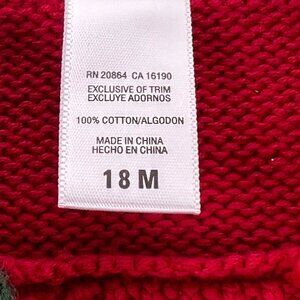 RN 20864 CA 16190
EXCLUSIVE OF TRIM
EXCLUYE ADORNOS
100% COTTON/ALGODON
MADE IN CHINA
HECHO EN CHINA
18 M